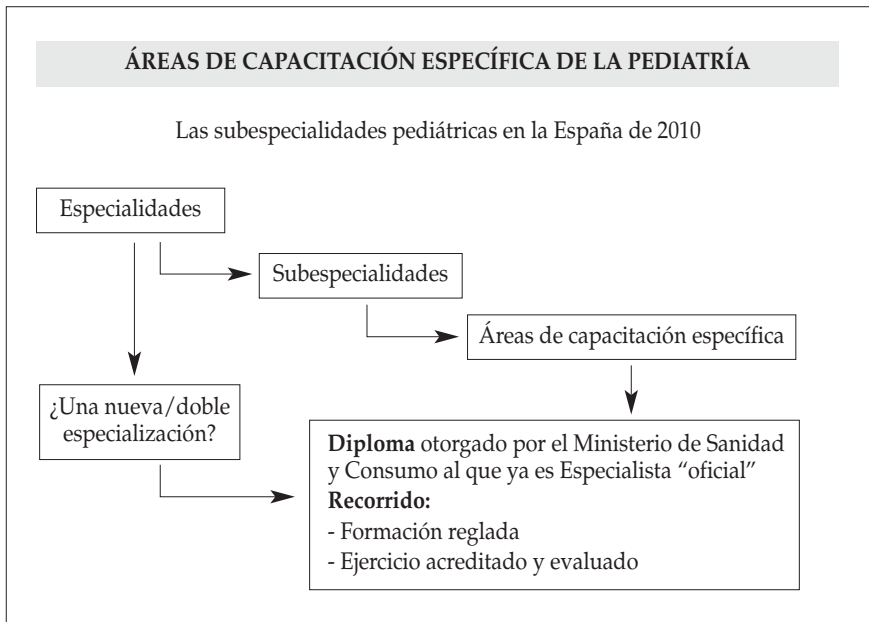 ÁREAS DE CAPACITACIÓN ESPECÍFICA DE LA PEDIATRÍA
Las subespecialidades pediátricas en la España de 2010
Especialidades
Subespecialidades
Áreas de capacitación específica
¿Una nueva/doble
especialización?
Diploma otorgado por el Ministerio de Sanidad
y Consumo al que ya es Especialista “oficial”
Recorrido:
- Formación reglada
- Ejercicio acreditado y evaluado